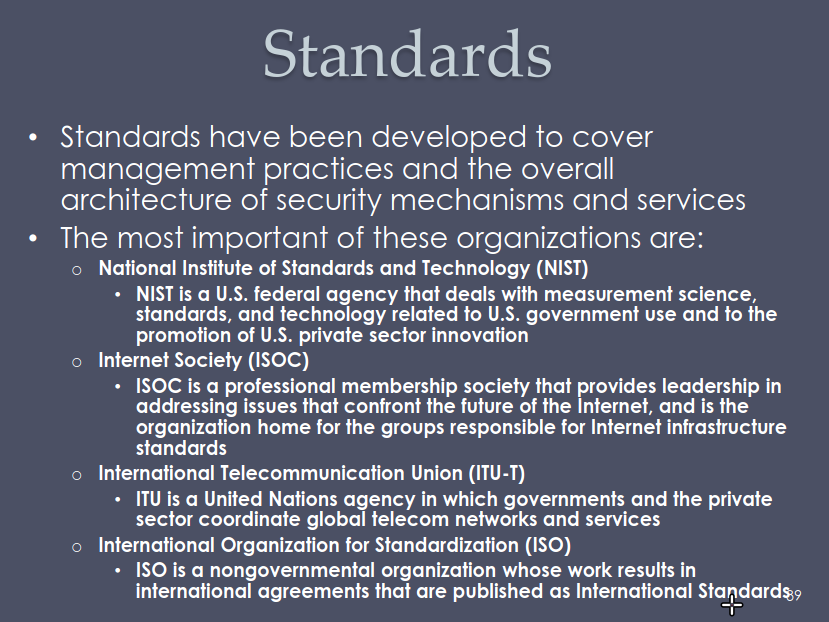 Standards
• Standards have been developed to cover
management practices and the overall
architecture of security mechanisms and services
• The most important of these organizations are:
o National Institute of Standards and Technology (NIST)
• NIST is a U.S. federal agency that deals with measurement science,
standards, and technology related to U.S. government use and to the
promotion of U.S. private sector innovation
o Internet Society (ISOC)
• ISOC is a professional membership society that provides leadership in
addressing issues that confront the future of the Internet, and is the
organization home for the groups responsible for Internet infrastructure
standards
o International Telecommunication Union (ITU-T)
• ITU is a United Nations agency in which governments and the private
sector coordinate global telecom networks and services
o International Organization for Standardization (ISO)
• ISO is a nongovernmental organization whose work results in
international agreements that are published as International Standards
39